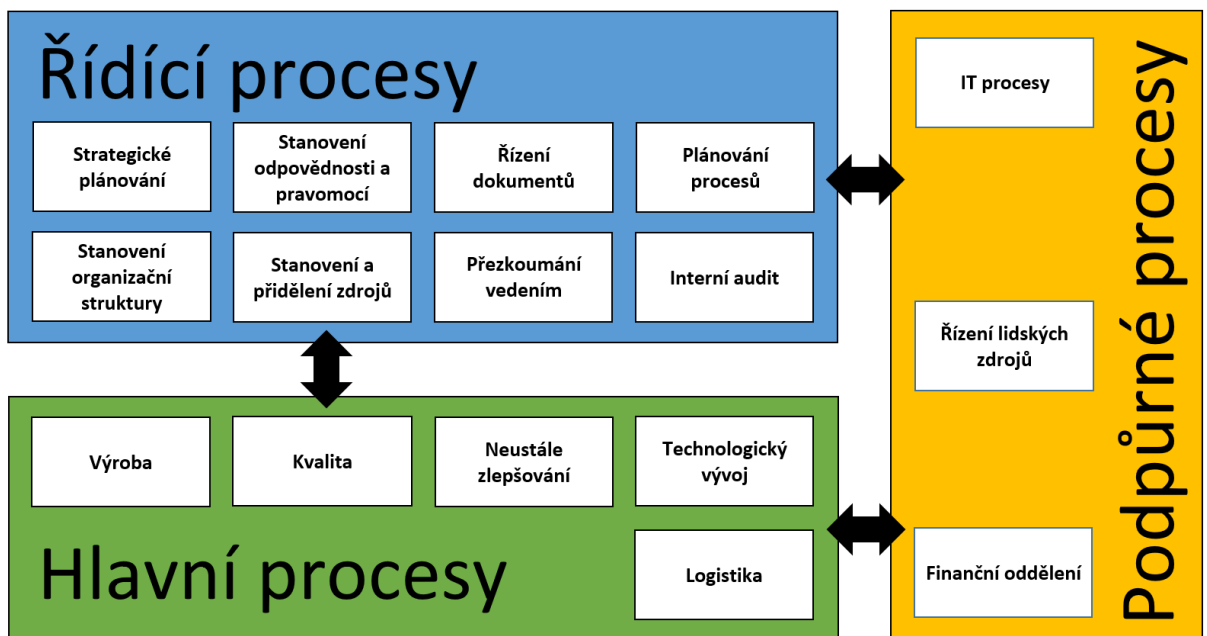 Řídící procesy
Strategické
plánování
Stanovení
odpovědnosti a
pravomocí
Řízení
dokumentů
Plánování
procesů
Stanovení
organizační
struktury
Stanovení a
přidělení zdrojů
Přezkoumání
vedením
Interní audit
Výroba
Kvalita
Neustále
zlepšování
Technologický
vývoj
Logistika
Hlavní procesy
IT procesy
Řízení lidských
zdrojů
Finanční oddělení
Podpůrné procesy